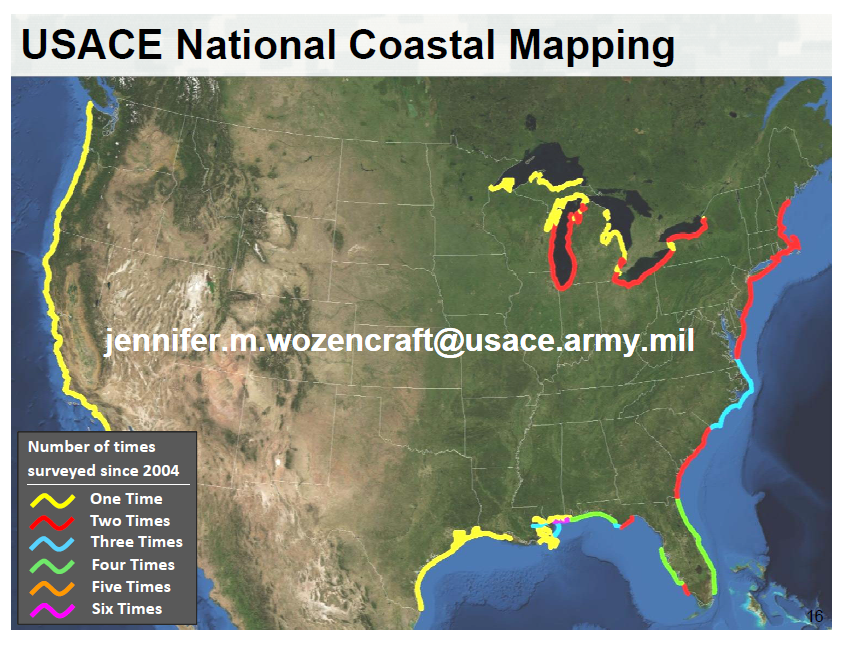 USACE National Coastal Mapping
jennifer.m.wozencraft@usace.army.mil
Number of times
surveyed since 2004
One Time
Two Times
Three Times
Four Times
Five Times
Six Times
16